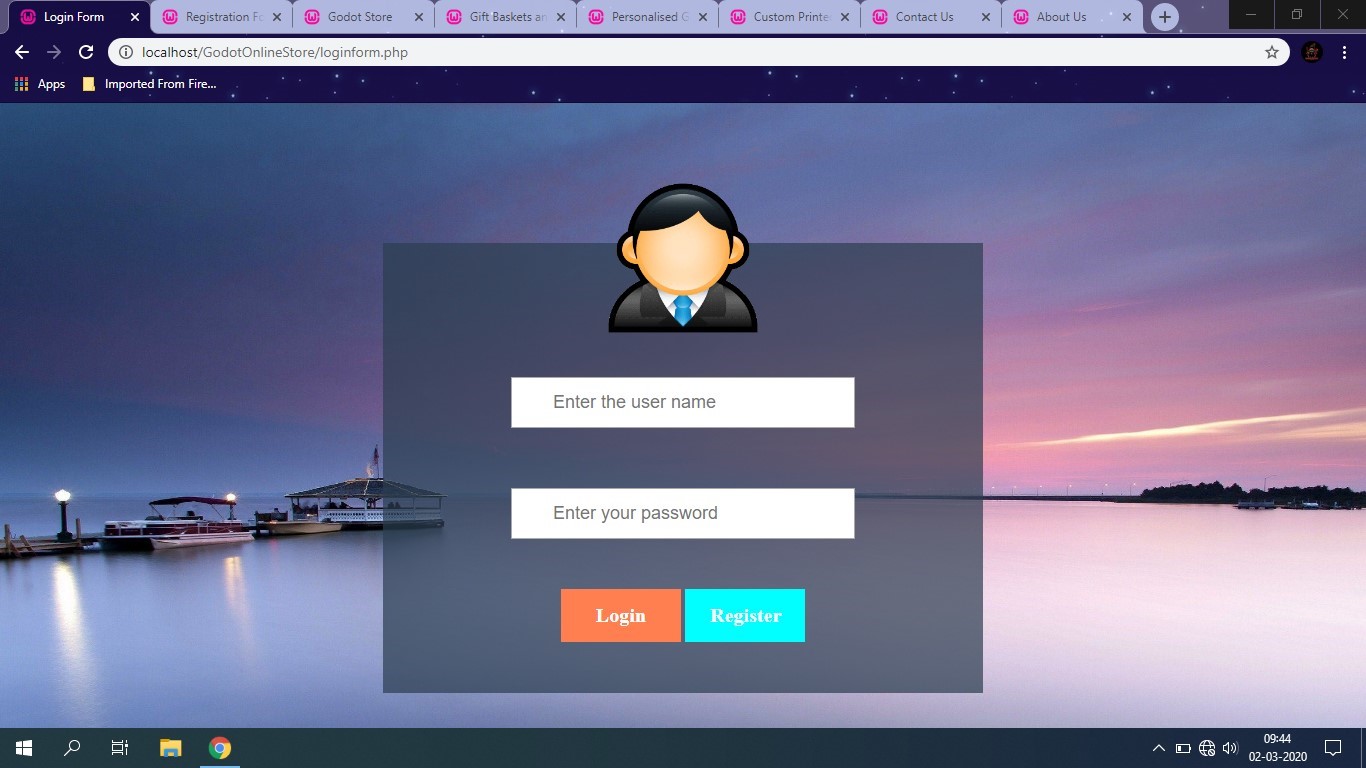 Login Form
Registration Fo
Godot Store
Gift Baskets an
Personalised G
Custom Printe
Contact Us
About Us
localhost/GodotOnlineStore/loginform.php
Apps
Imported From Fire...
Enter the user name
Enter your password
Login
Register
09:44
02-03-2020